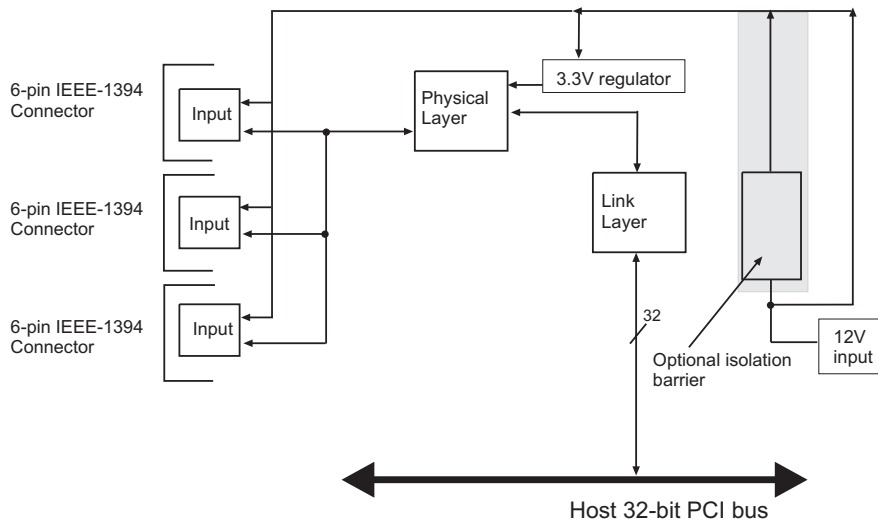 6-pin IEEE-1394
Connector
Input
Physical
Layer
3.3V regulator
6-pin IEEE-1394
Connector
Input
Link
Layer
6-pin IEEE-1394
Connector
Input
32
Optional isolation
barrier
12V
input
Host 32-bit PCI bus